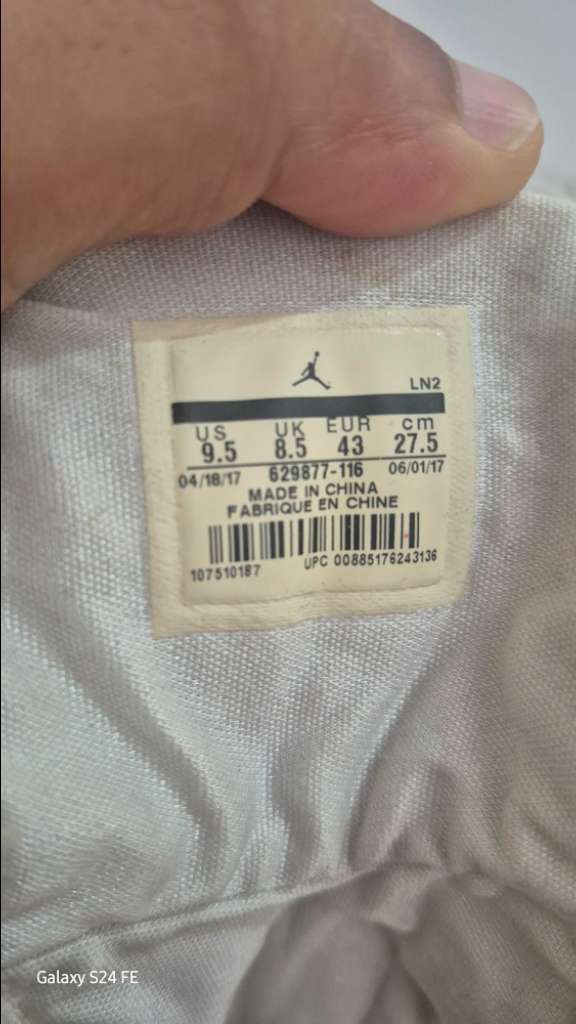 LN2
US UK EUR cm
9.5 8.5 43 27.5
04/18/17 629877-116 06/01/17
MADE IN CHINA
FABRIQUE EN CHINE
107510187 UPC 00885176243136
Galaxy S24 FE